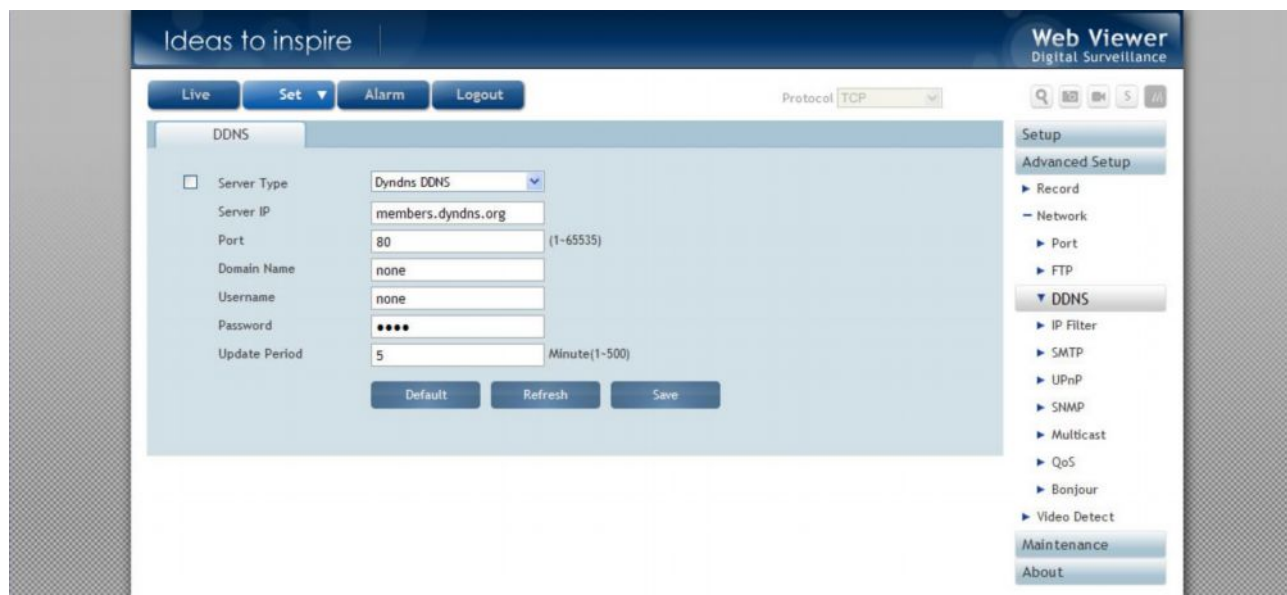 Ideas to inspire
Web Viewer
Digital Surveillance
Live Set Alarm Logout Protocol TCP S
DDNS
Server Type Dyndns DDNS
Server IP members.dyndns.org
Port 80 (1~65535)
Domain Name none
Username none
Password ●●●●
Update Period 5 Minute(1~500)
Default Refresh Save
Setup
Advanced Setup
Record
Network
Port
FTP
DDNS
IP Filter
SMTP
UPnP
SNMP
Multicast
QoS
Bonjour
Video Detect
Maintenance
About